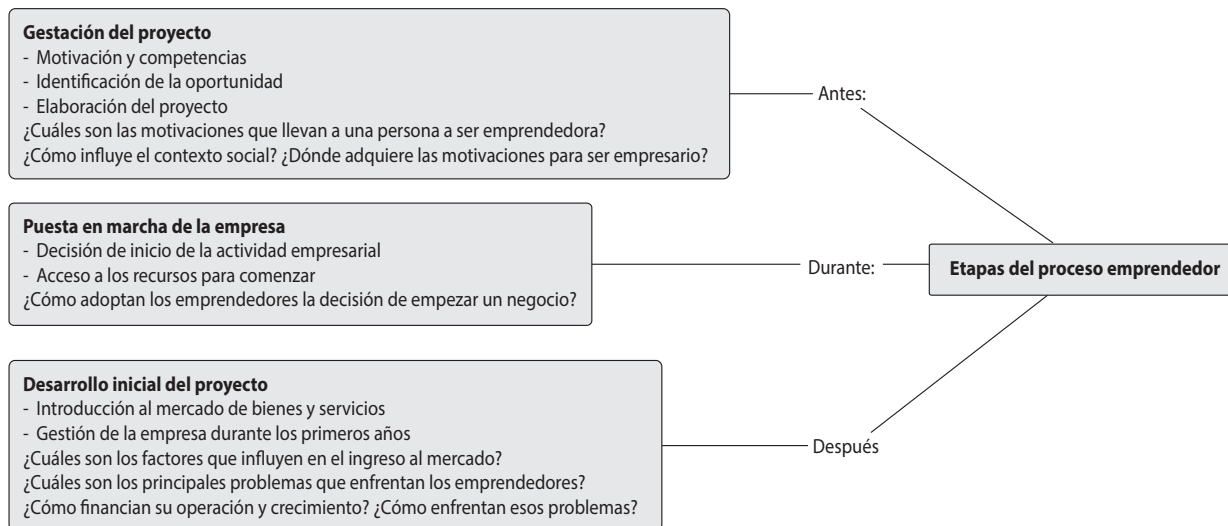 Gestación del proyecto
- Motivación y competencias
- Identificación de la oportunidad
- Elaboración del proyecto
¿Cuáles son las motivaciones que llevan a una persona a ser emprendedora?
¿Cómo influye el contexto social? ¿Dónde adquiere las motivaciones para ser empresario?
Antes:
Puesta en marcha de la empresa
- Decisión de inicio de la actividad empresarial
- Acceso a los recursos para comenzar
¿Cómo adoptan los emprendedores la decisión de empezar un negocio?
Durante:
Etapas del proceso emprendedor
Desarrollo inicial del proyecto
- Introducción al mercado de bienes y servicios
- Gestión de la empresa durante los primeros años
¿Cuáles son los factores que influyen en el ingreso al mercado?
¿Cuáles son los principales problemas que enfrentan los emprendedores?
¿Cómo financian su operación y crecimiento? ¿Cómo enfrentan esos problemas?
Después